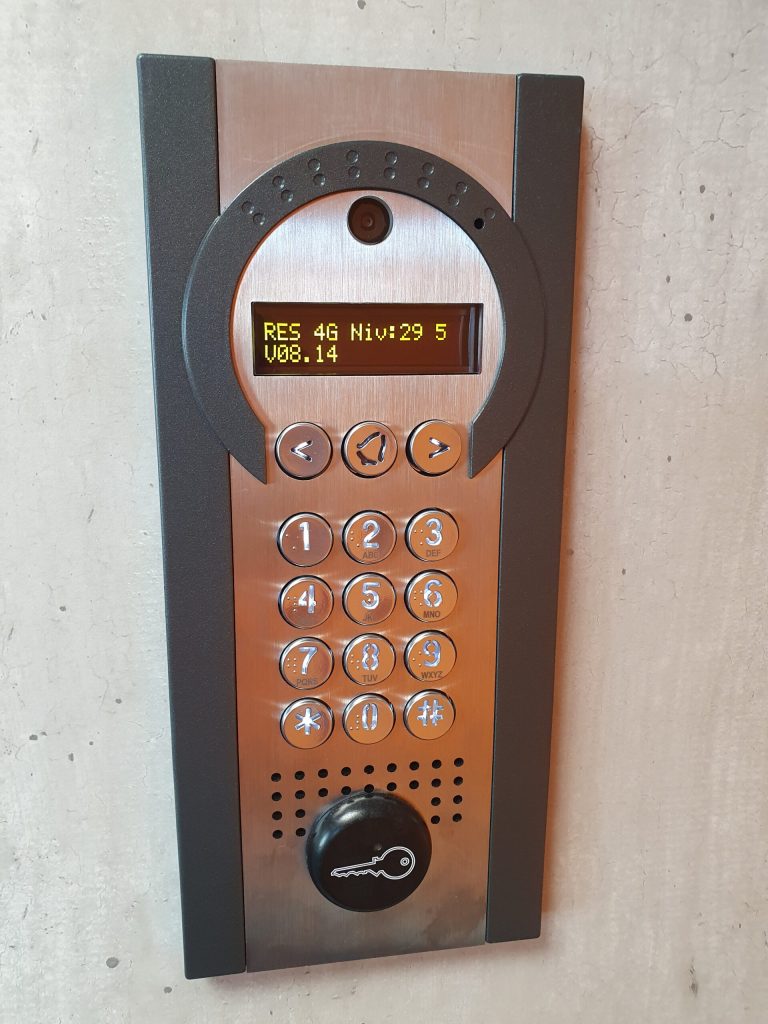 RES 4G Niv:29 5
V08.14
< >
1 2 3
ABC DEF
4 5 6
MNO
7 8 9
PQRS TUV WXYZ
* 0 #